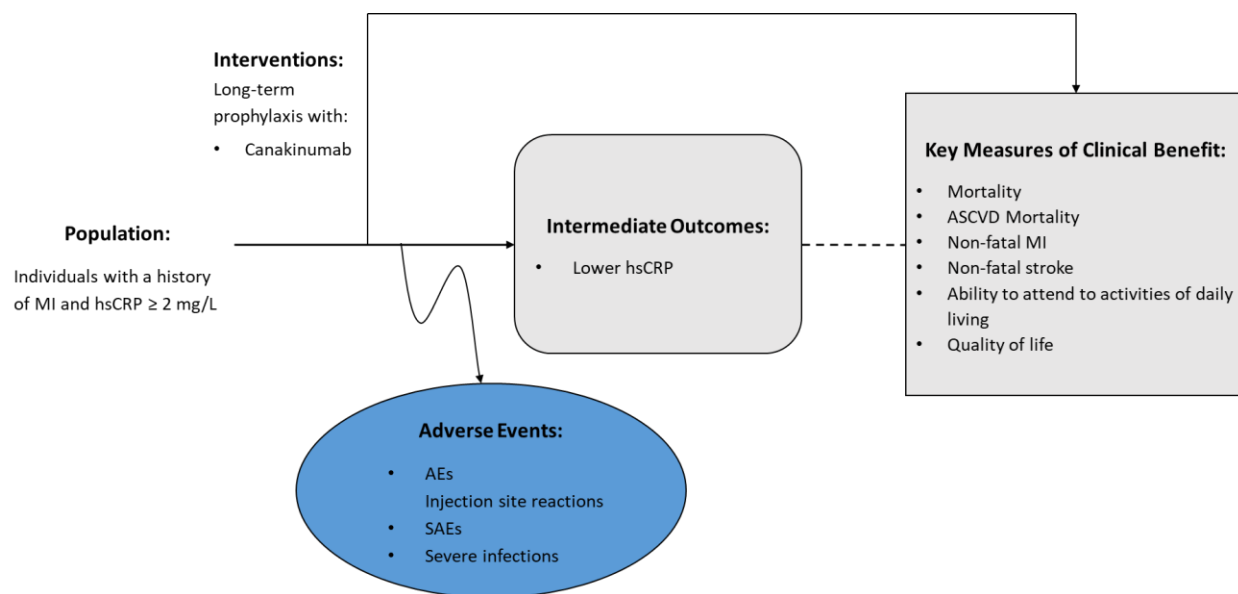 Interventions:
Long-term
prophylaxis with:
• Canakinumab
Population:
Individuals with a history
of MI and hsCRP ≥ 2 mg/L
Intermediate Outcomes:
• Lower hsCRP
Key Measures of Clinical Benefit:
• Mortality
• ASCVD Mortality
• Non-fatal MI
• Non-fatal stroke
• Ability to attend to activities of daily
living
• Quality of life
Adverse Events:
• AEs
Injection site reactions
• SAEs
• Severe infections